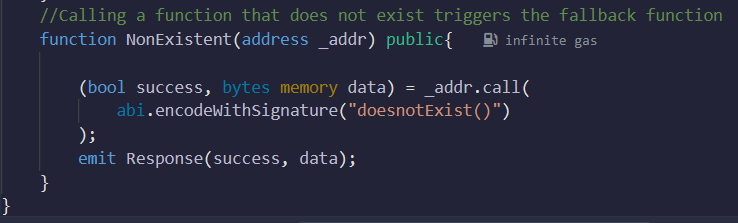 //Calling a function that does not exist triggers the fallback function
function NonExistent(address _addr) public{ infinite gas
(bool success, bytes memory data) = _addr.call(
abi.encodeWithSignature("doesnotExist()")
);
emit Response(success, data);
}
}